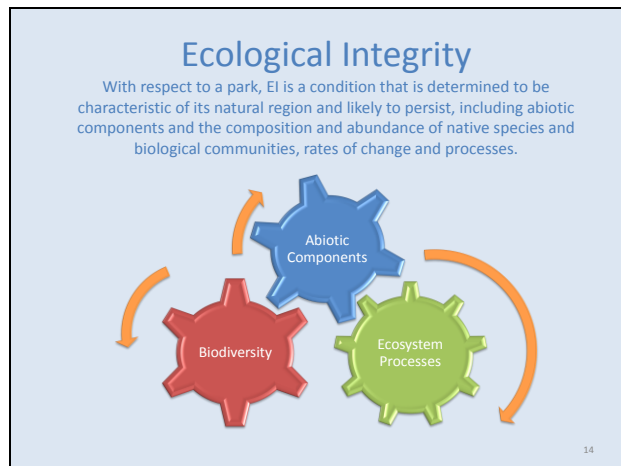 Ecological Integrity
With respect to a park, EI is a condition that is determined to be
characteristic of its natural region and likely to persist, including abiotic
components and the composition and abundance of native species and
biological communities, rates of change and processes.
Abiotic
Components
Biodiversity
Ecosystem
Processes
14